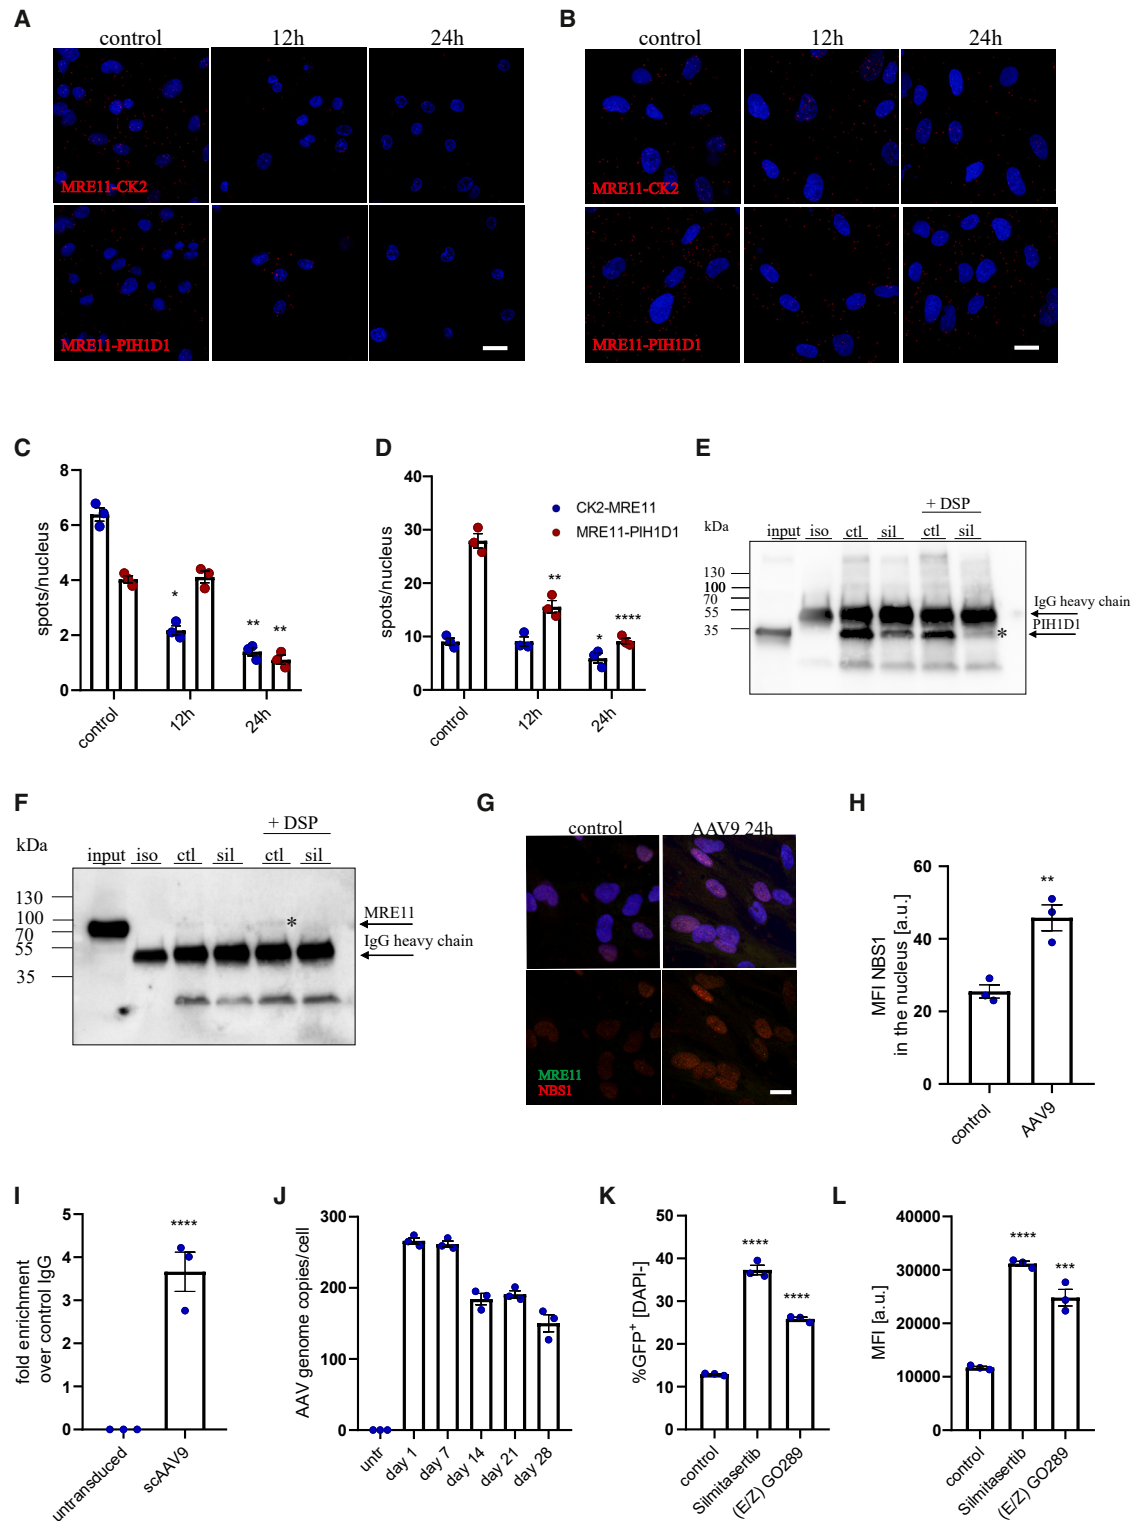 A
control 12h 24h
MRE11-CK2
MRE11-PIH1D1
B
control 12h 24h
MRE11-CK2
MRE11-PIH1D1
C
spots/nucleus
8
6
4
2
0
* ** **
control 12h 24h
D
spots/nucleus
40
30
20
10
0
CK2-MRE11
MRE11-PIH1D1
** * ****
control 12h 24h
E
+ DSP
kDa input iso ctl sil ctl sil
130
100
70
55
35
IgG heavy chain
PIH1D1
*
F
+ DSP
kDa
input iso ctl sil ctl sil
130
100
70
55
35
*
MRE11
IgG heavy chain
G
control AAV9 24h
MRE11
NBS1
H
MFI NBS1
in the nucleus [a.u.]
60
40
20
0
**
control AAV9
I
fold enrichment
over control IgG
5
4
3
2
1
0
****
untransduced scAAV9
J
AAV genome copies/cell
300
200
100
0
untr day 1 day 7 day 14 day 21 day 28
K
%GFP+ [DAPI-]
50
40
30
20
10
0
**** ****
control Silmitasertib (E/Z) GO289
L
MFI [a.u.]
40000
30000
20000
10000
0
**** ***
control Silmitasertib (E/Z) GO289